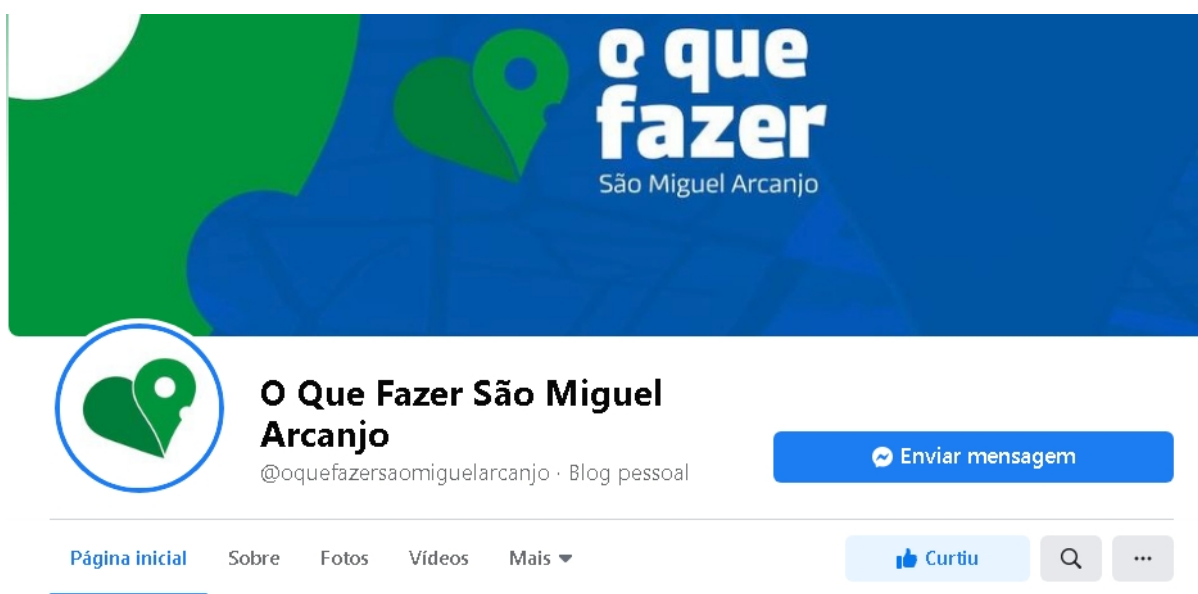 o que
fazer
São Miguel Arcanjo
O Que Fazer São Miguel
Arcanjo
@oquefazersaomiguelarcanjo · Blog pessoal
Enviar mensagem
Página inicial
Sobre
Fotos
Vídeos
Mais
Curtiu
...